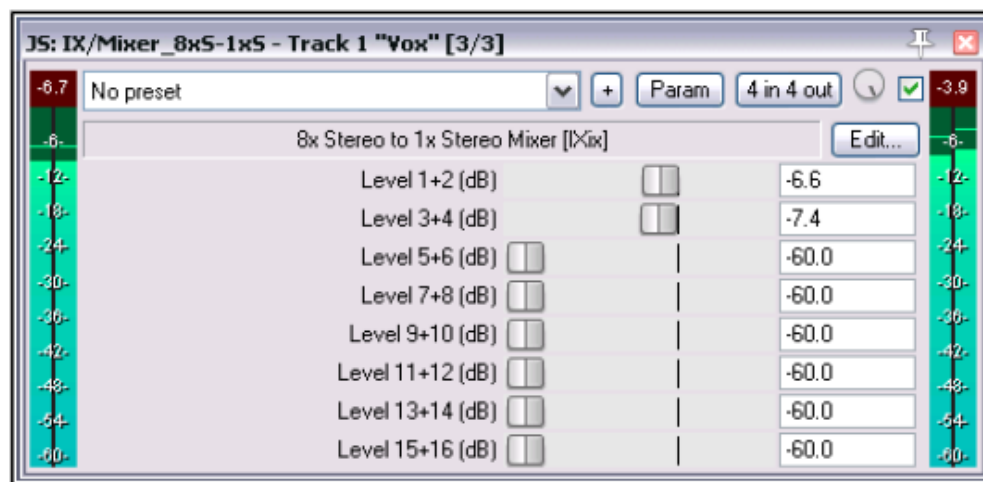 JS: IX/Mixer_8xS-1xS - Track 1 "Vox" [3/3]
-6.7 No preset + Param 4 in 4 out -3.9
8x Stereo to 1x Stereo Mixer [IXix] Edit...
-6- -6-
Level 1+2 (dB) -6.6
-12- -12-
Level 3+4 (dB) -7.4
-18- -18-
Level 5+6 (dB) -60.0
-24- -24-
Level 7+8 (dB) -60.0
-30- -30-
Level 9+10 (dB) -60.0
-36- -36-
-42- -42-
Level 11+12 (dB) -60.0
-48- -48-
Level 13+14 (dB) -60.0
-54- -54-
Level 15+16 (dB) -60.0
-60- -60-